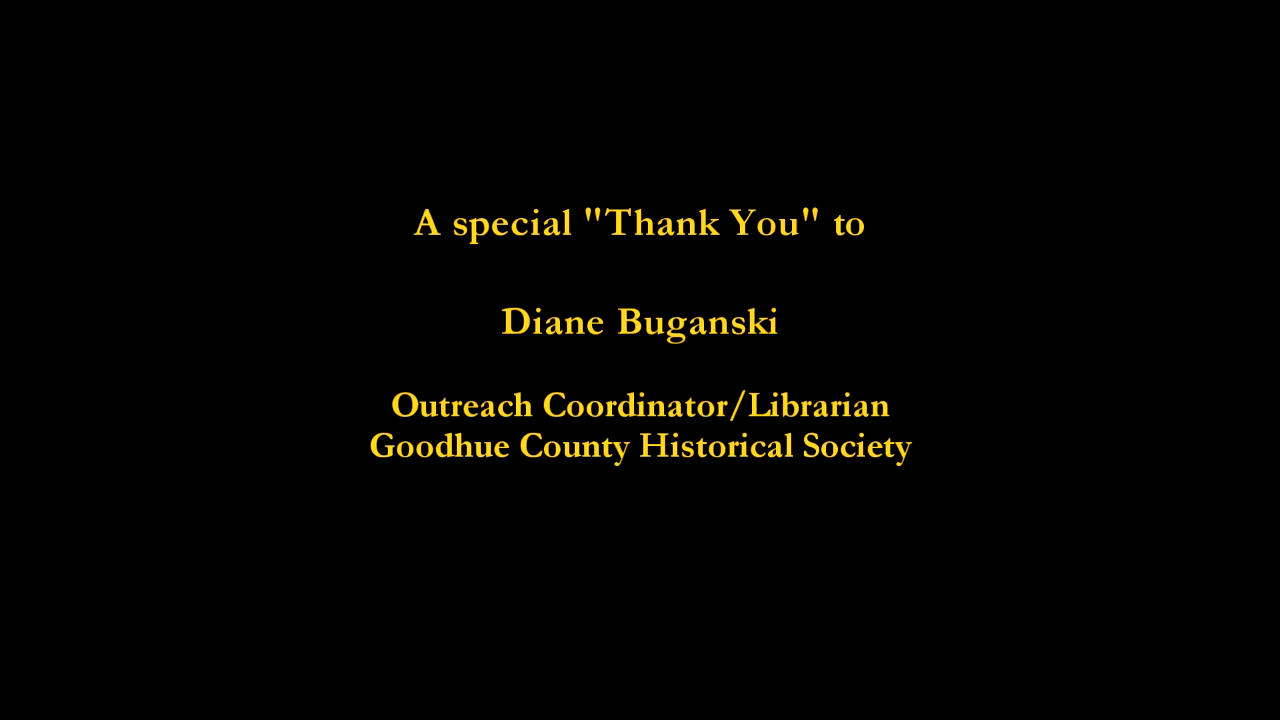 A special "Thank You" to
Diane Buganski
Outreach Coordinator/Librarian
Goodhue County Historical Society